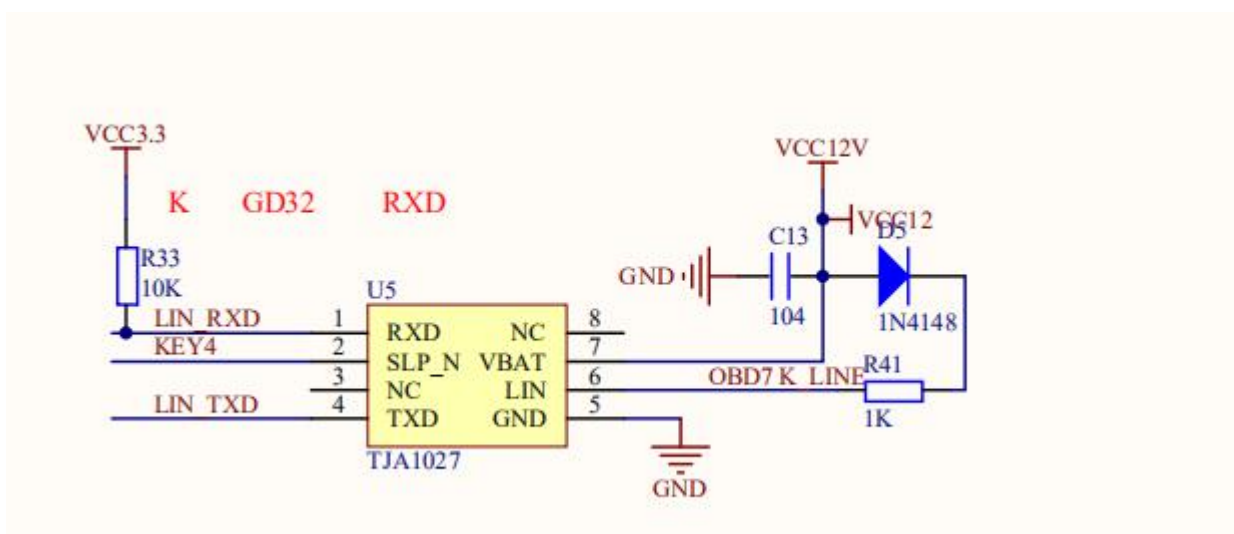 VCC3.3
VCC12V
K GD32 RXD
VCC12
D5
C13
R33
10K
GND
104
1N4148
U5
LIN_RXD 1 RXD NC 8
KEY4 2 SLP_N VBAT 7
R41
3 NC LIN 6 OBD7 K_LINE
LIN_TXD 4 TXD GND 5
1K
TJA1027
GND